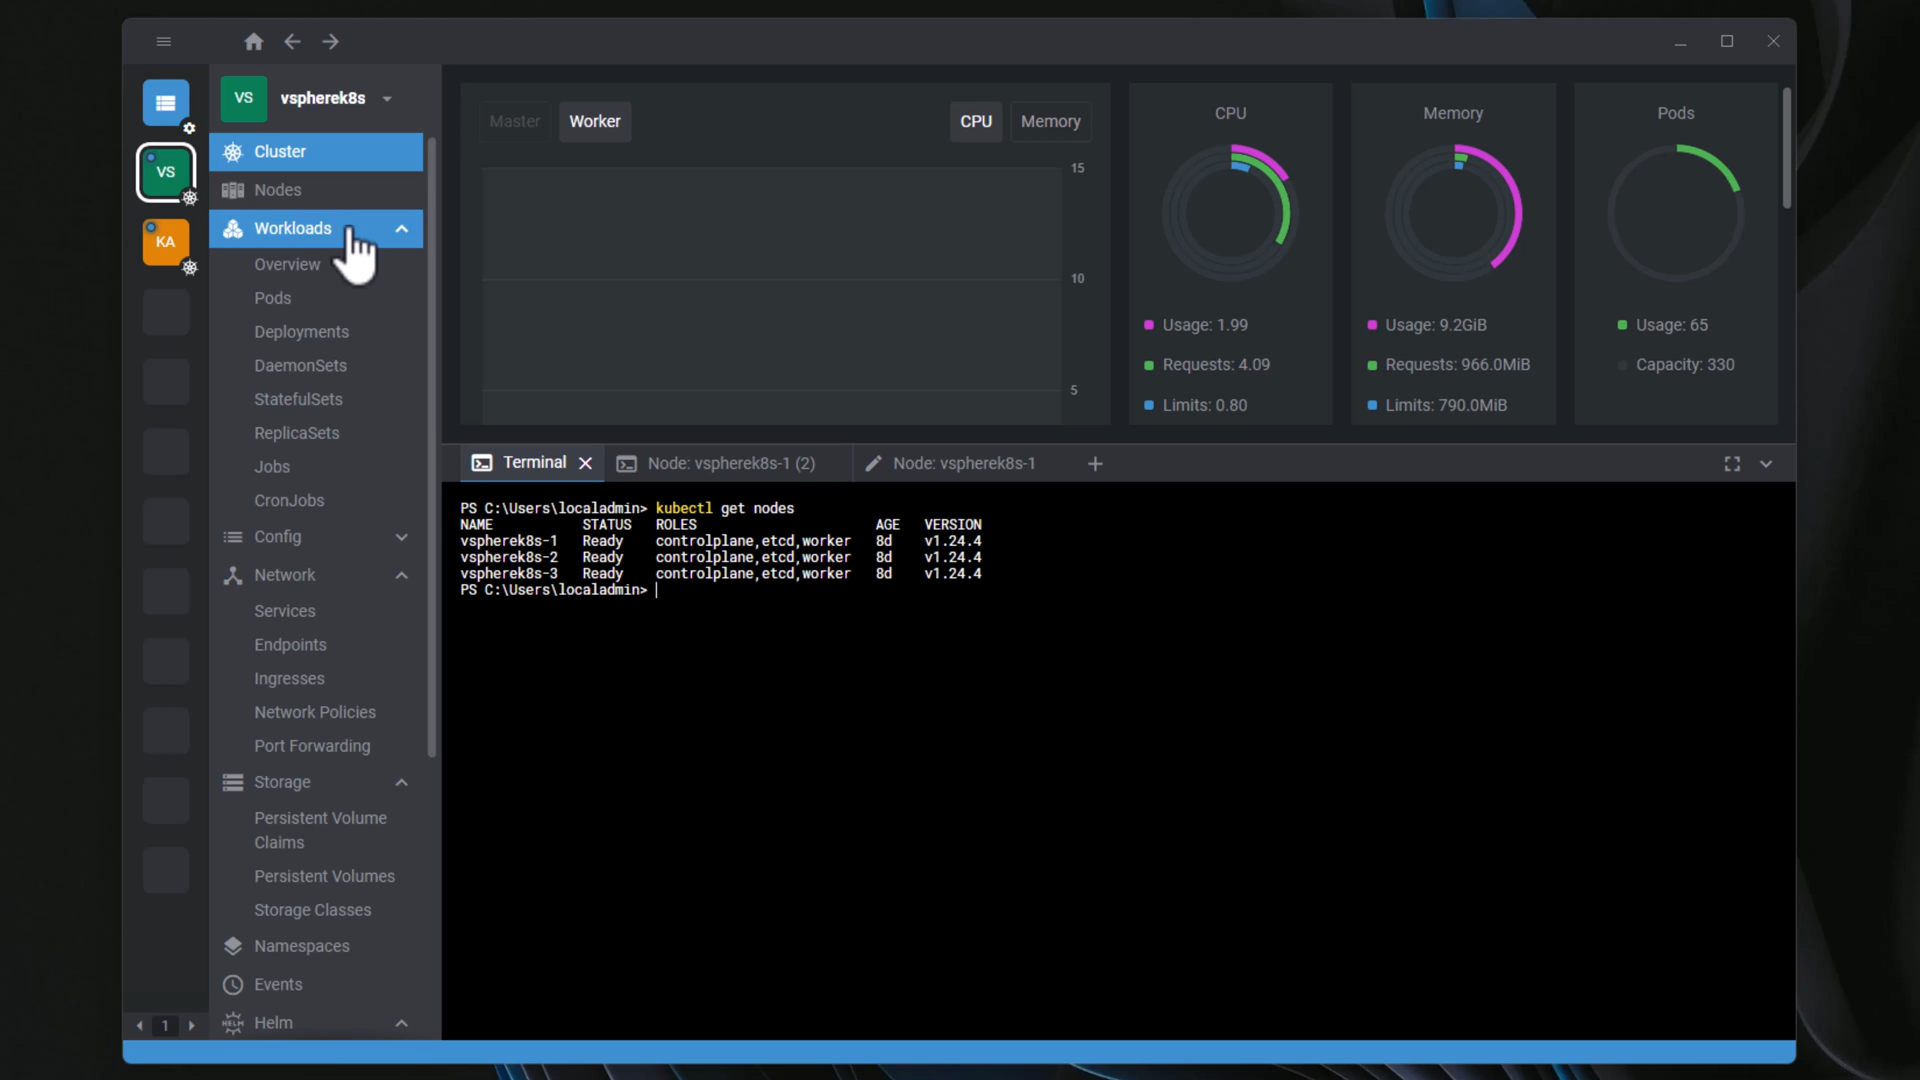 VS vspherek8s
VS
KA
Cluster
Nodes
Workloads
Overview
Pods
Deployments
DaemonSets
StatefulSets
ReplicaSets
Jobs
CronJobs
Config
Network
Services
Endpoints
Ingresses
Network Policies
Port Forwarding
Storage
Persistent Volume
Claims
Persistent Volumes
Storage Classes
Namespaces
Events
HELM Helm
1
Master Worker CPU Memory
15
10
5
CPU
Usage: 1.99
Requests: 4.09
Limits: 0.80
Memory
Usage: 9.2GiB
Requests: 966.0MiB
Limits: 790.0MiB
Pods
Usage: 65
Capacity: 330
Terminal Node: vspherek8s-1 (2) Node: vspherek8s-1
PS C:\Users\localadmin> kubectl get nodes
NAME STATUS ROLES AGE VERSION
vspherek8s-1 Ready controlplane,etcd,worker 8d v1.24.4
vspherek8s-2 Ready controlplane,etcd,worker 8d v1.24.4
vspherek8s-3 Ready controlplane,etcd,worker 8d v1.24.4
PS C:\Users\localadmin>